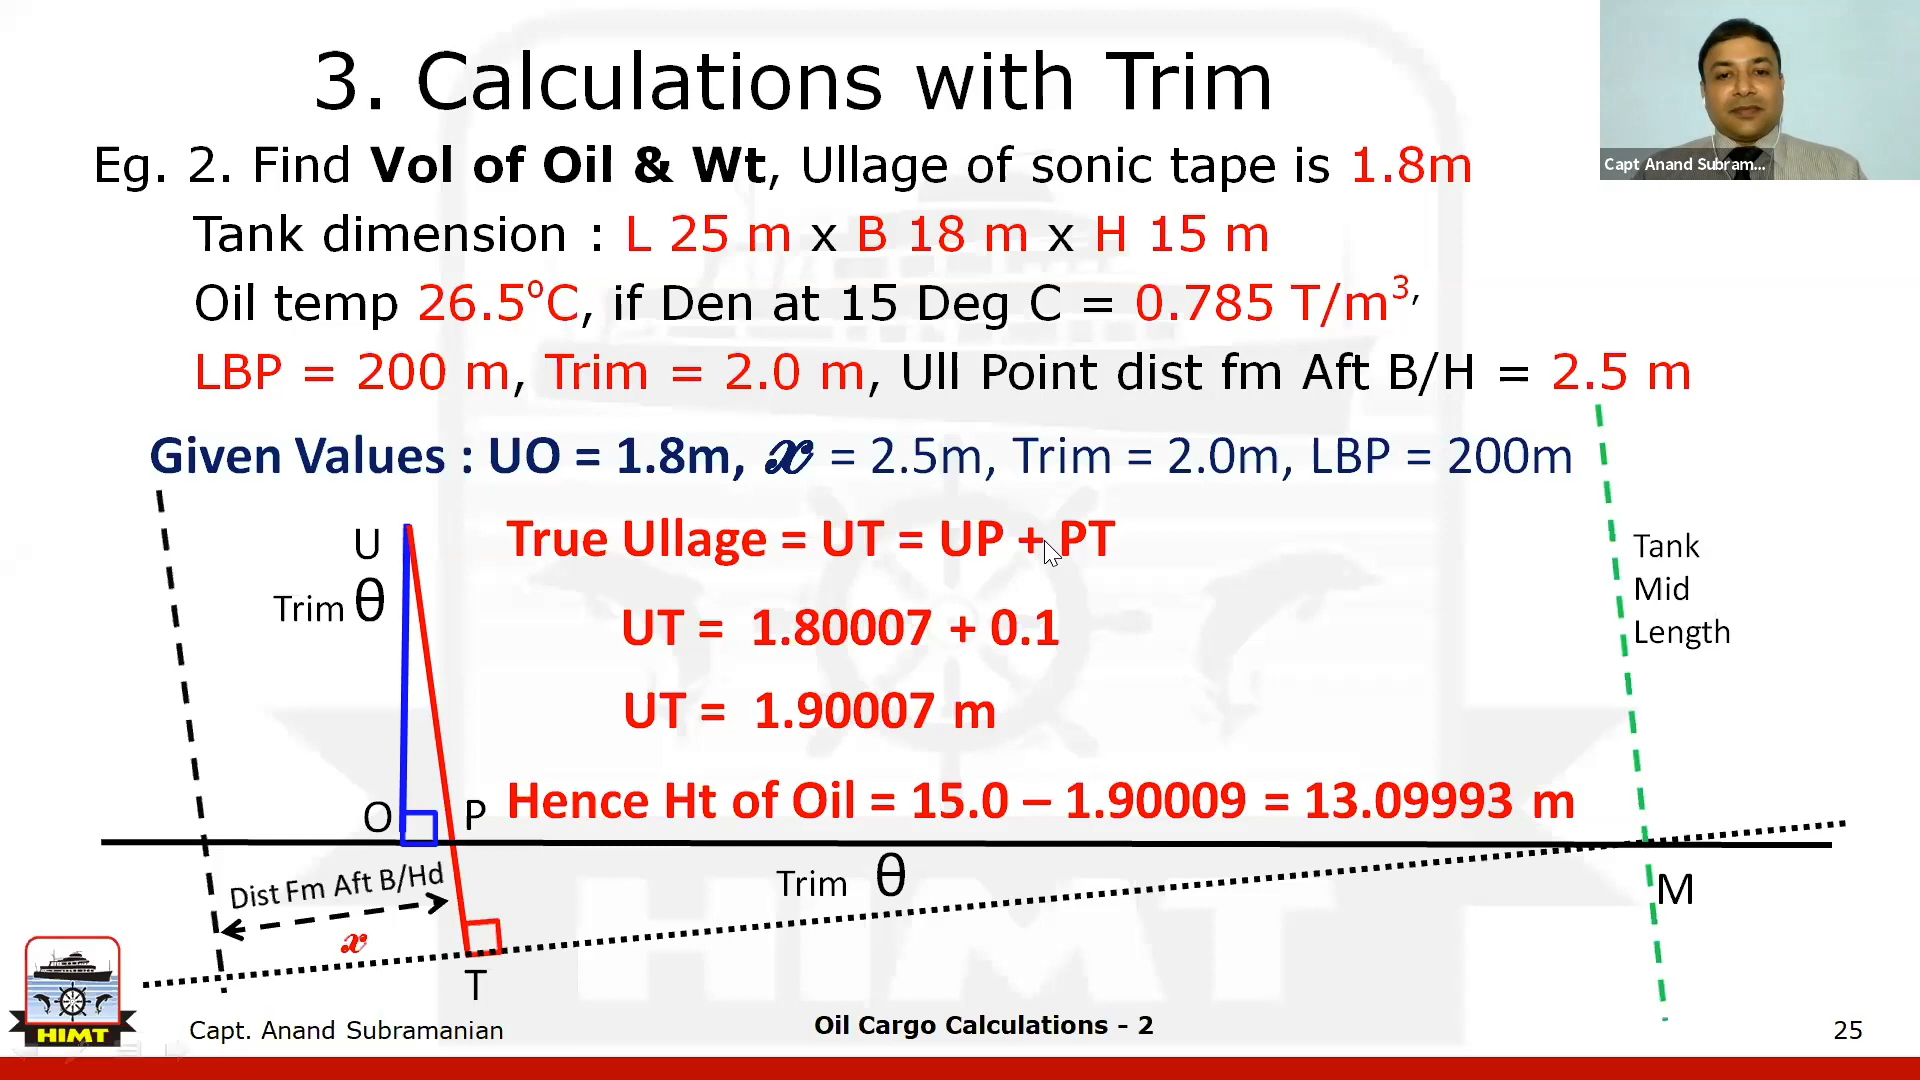 3. Calculations with Trim
Capt Anand Subram...
Eg. 2. Find Vol of Oil & Wt, Ullage of sonic tape is 1.8m
Tank dimension : L 25 m x B 18 m x H 15 m
Oil temp 26.5°C, if Den at 15 Deg C = 0.785 T/m³,
LBP = 200 m, Trim = 2.0 m, Ull Point dist fm Aft B/H = 2.5 m
Given Values : UO = 1.8m, 𝓍 = 2.5m, Trim = 2.0m, LBP = 200m
U
True Ullage = UT = UP + PT
Tank
Mid
Length
Trim θ
UT = 1.80007 + 0.1
UT = 1.90007 m
O
P
Hence Ht of Oil = 15.0 – 1.90009 = 13.09993 m
Dist Fm Aft B/Hd
Trim θ
M
𝓍
T
HIMT
HIMT
Capt. Anand Subramanian
Oil Cargo Calculations - 2
25